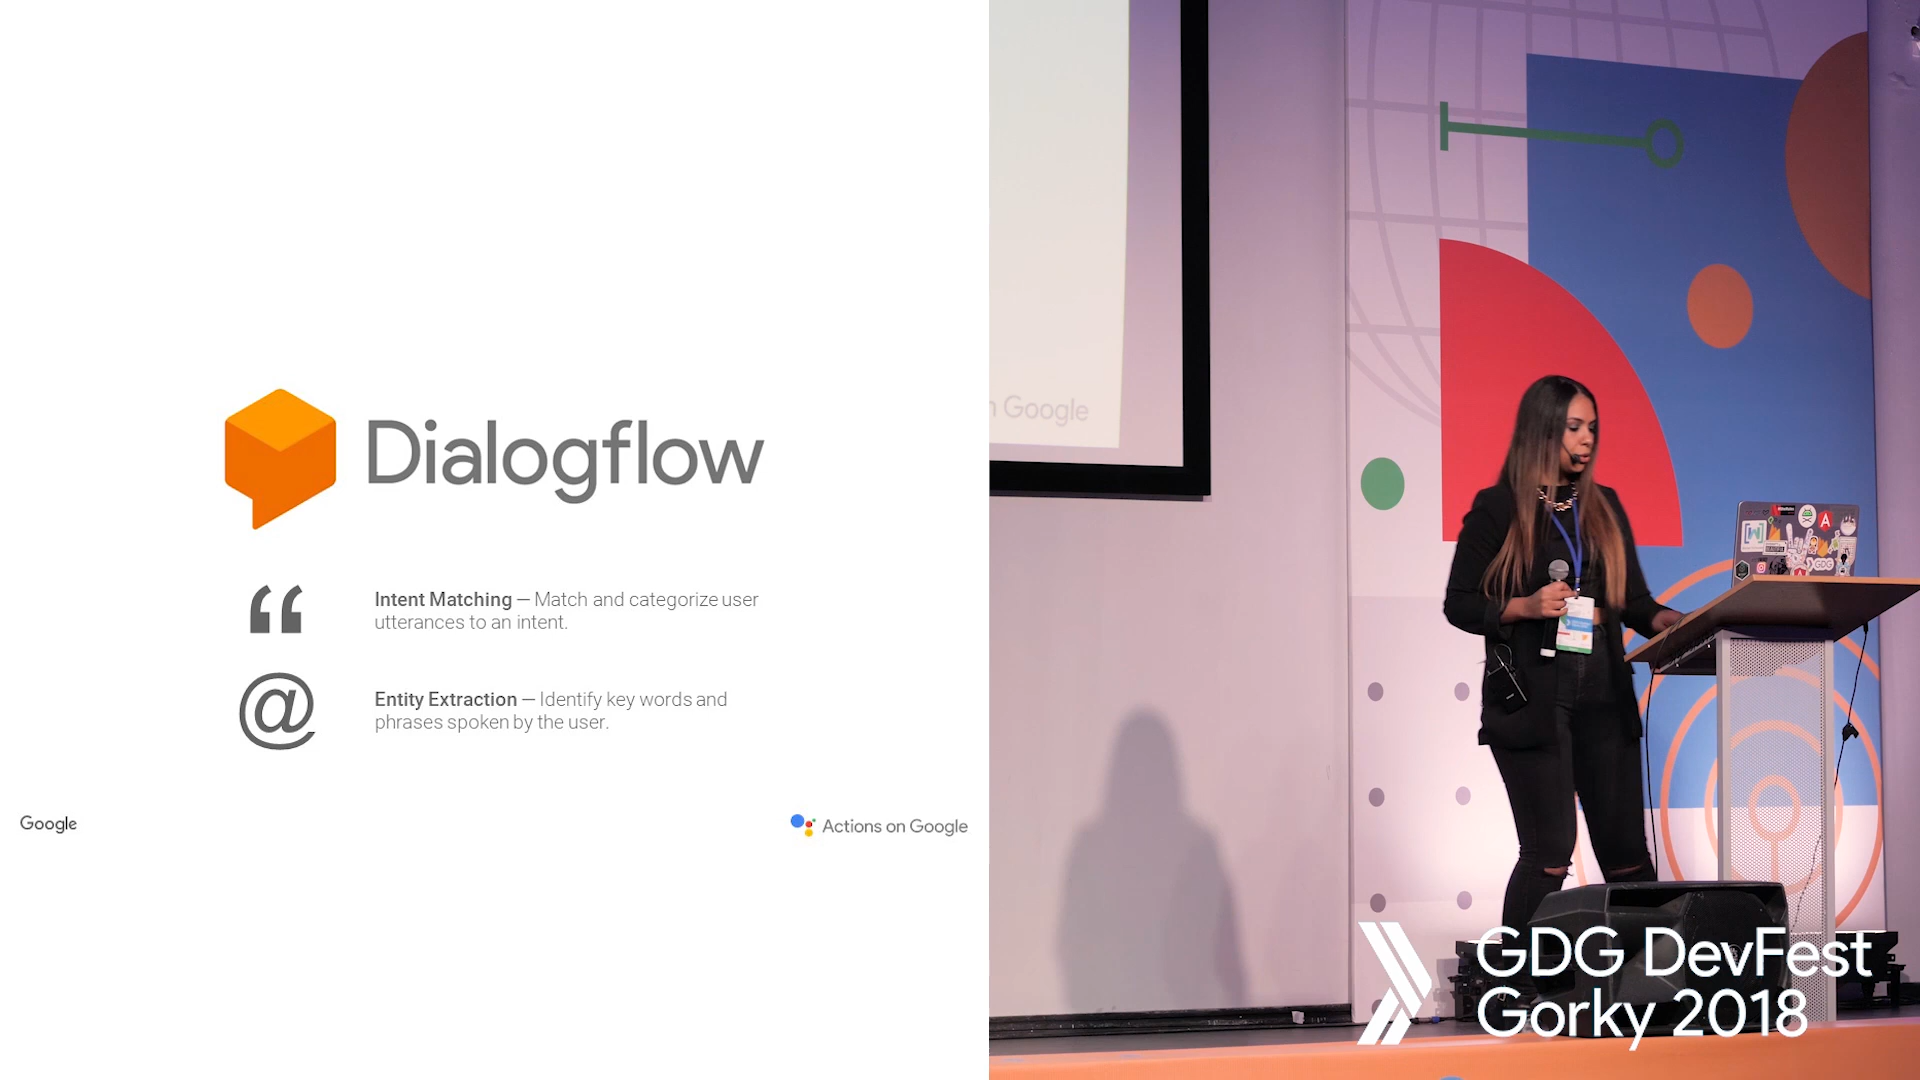 Dialogflow
“
Intent Matching — Match and categorize user
utterances to an intent.
@
Entity Extraction — Identify key words and
phrases spoken by the user.
Google
Actions on Google
n Google
A
GDG
GDG DevFest
Gorky 2018